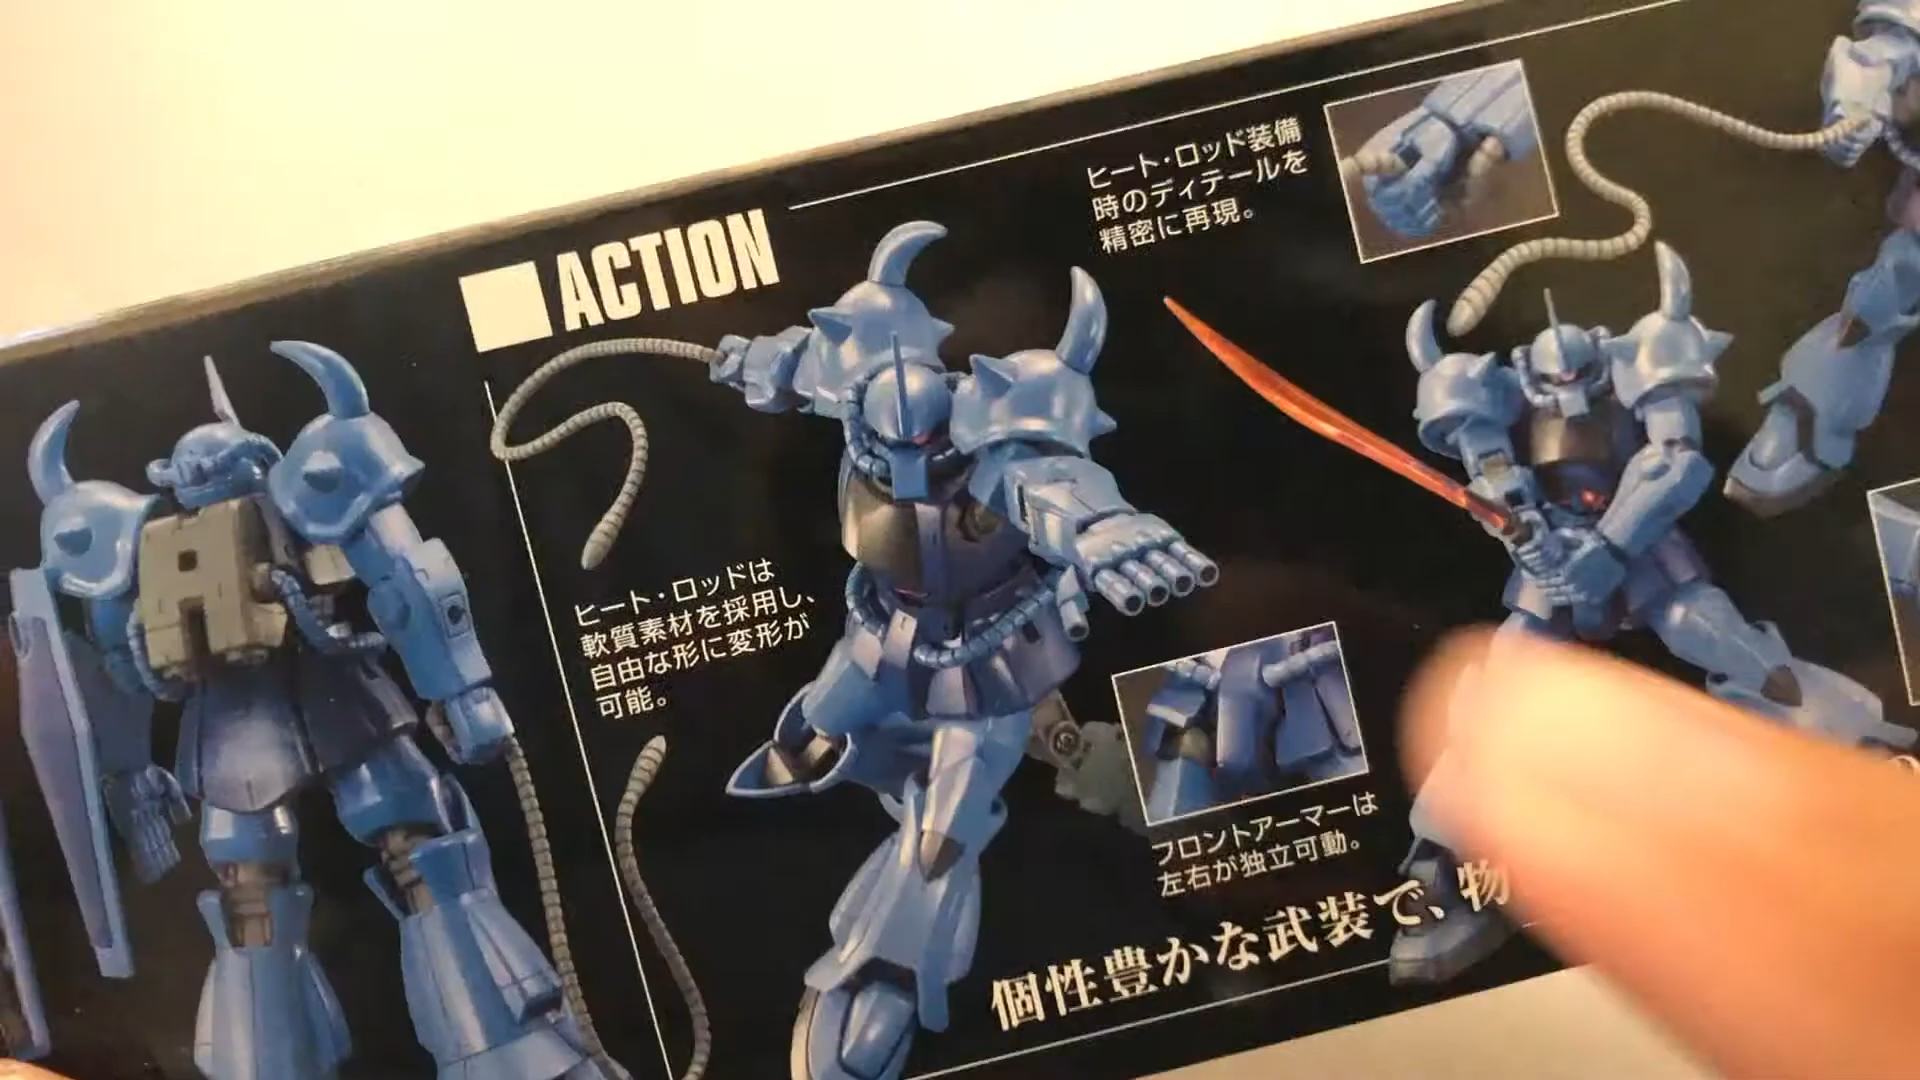 ACTION
ヒート・ロッド装備
時のディテールを
精密に再現。
ヒート・ロッドは
軟質素材を採用し、
自由な形に変形が
可能。
フロントアーマーは
左右が独立可動。
個性豊かな武装で、物